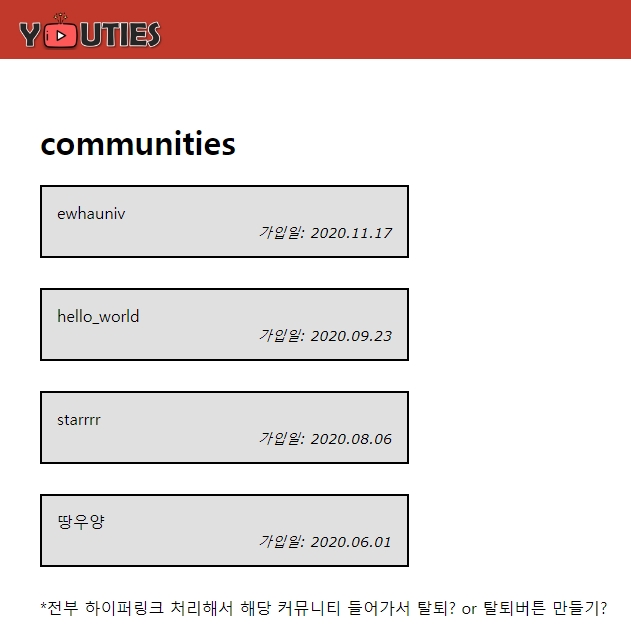 YOUTIES
communities
ewhauniv
가입일: 2020.11.17
hello_world
가입일: 2020.09.23
starrrr
가입일: 2020.08.06
땅우양
가입일: 2020.06.01
*전부 하이퍼링크 처리해서 해당 커뮤니티 들어가서 탈퇴? or 탈퇴버튼 만들기?